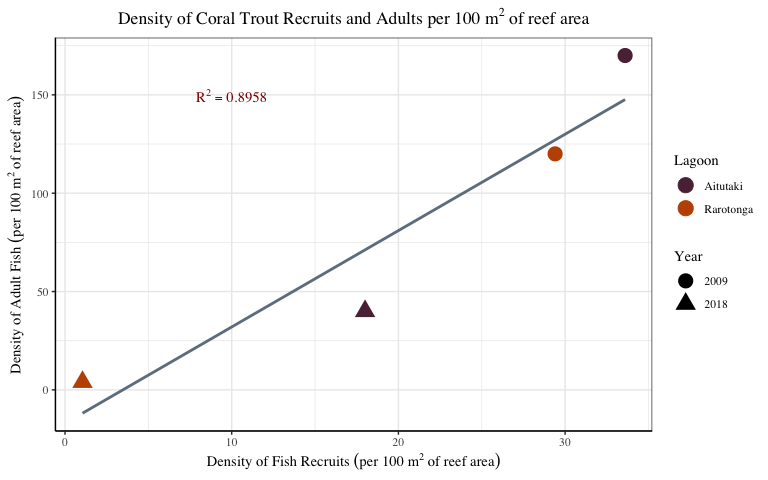 Density of Coral Trout Recruits and Adults per 100 m² of reef area
R² = 0.8958
Density of Adult Fish (per 100 m² of reef area)
150
100
50
0
0 10 20 30
Density of Fish Recruits (per 100 m² of reef area)
Lagoon
Aitutaki
Rarotonga
Year
2009
2018